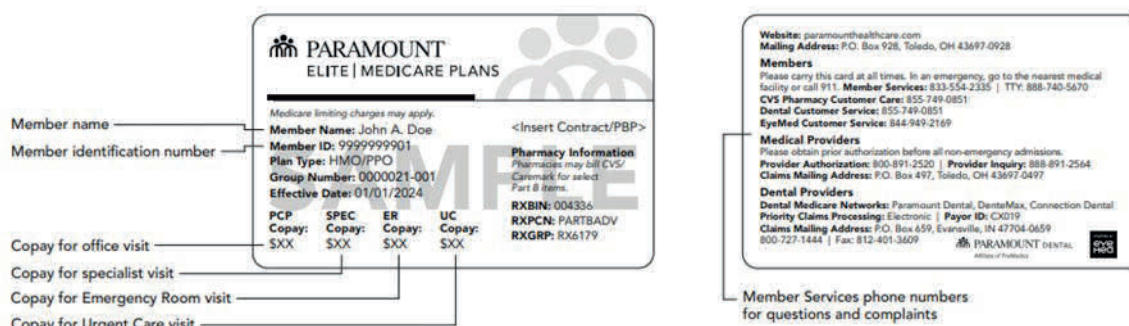 PARAMOUNT
ELITE | MEDICARE PLANS
Medicare limiting charges may apply.
Member Name: John A. Doe
Member ID: 9999999901
Plan Type: HMO/PPO
Group Number: 0000021-001
Effective Date: 01/01/2024
PCP Copay: $XX
SPEC Copay: $XX
ER Copay: $XX
UC Copay: $XX
<Insert Contract/PBP>
Pharmacy Information
Pharmacies may bill CVS/
Caremark for select
Part B items.
RXBIN: 004336
RXPCN: PARTBADV
RXGRP: RX6179
SAMPLE
Member name
Member identification number
Copay for office visit
Copay for specialist visit
Copay for Emergency Room visit
Copay for Urgent Care visit
Website: paramounthealthcare.com
Mailing Address: P.O. Box 928, Toledo, OH 43697-0928
Members
Please carry this card at all times. In an emergency, go to the nearest medical
facility or call 911. Member Services: 833-554-2335 | TTY: 888-740-5670
CVS Pharmacy Customer Care: 855-749-0851
Dental Customer Service: 855-749-0851
EyeMed Customer Service: 844-949-2169
Medical Providers
Please obtain prior authorization before all non-emergency admissions.
Provider Authorization: 800-891-2520 | Provider Inquiry: 888-891-2564
Claims Mailing Address: P.O. Box 497, Toledo, OH 43697-0497
Dental Providers
Dental Medicare Networks: Paramount Dental, DenteMax, Connection Dental
Priority Claims Processing: Electronic | Payor ID: CX019
Claims Mailing Address: P.O. Box 659, Evansville, IN 47704-0659
800-727-1444 | Fax: 812-401-3609
PARAMOUNT DENTAL
Affiliate of ProMedica
eye
Med
Member Services phone numbers
for questions and complaints